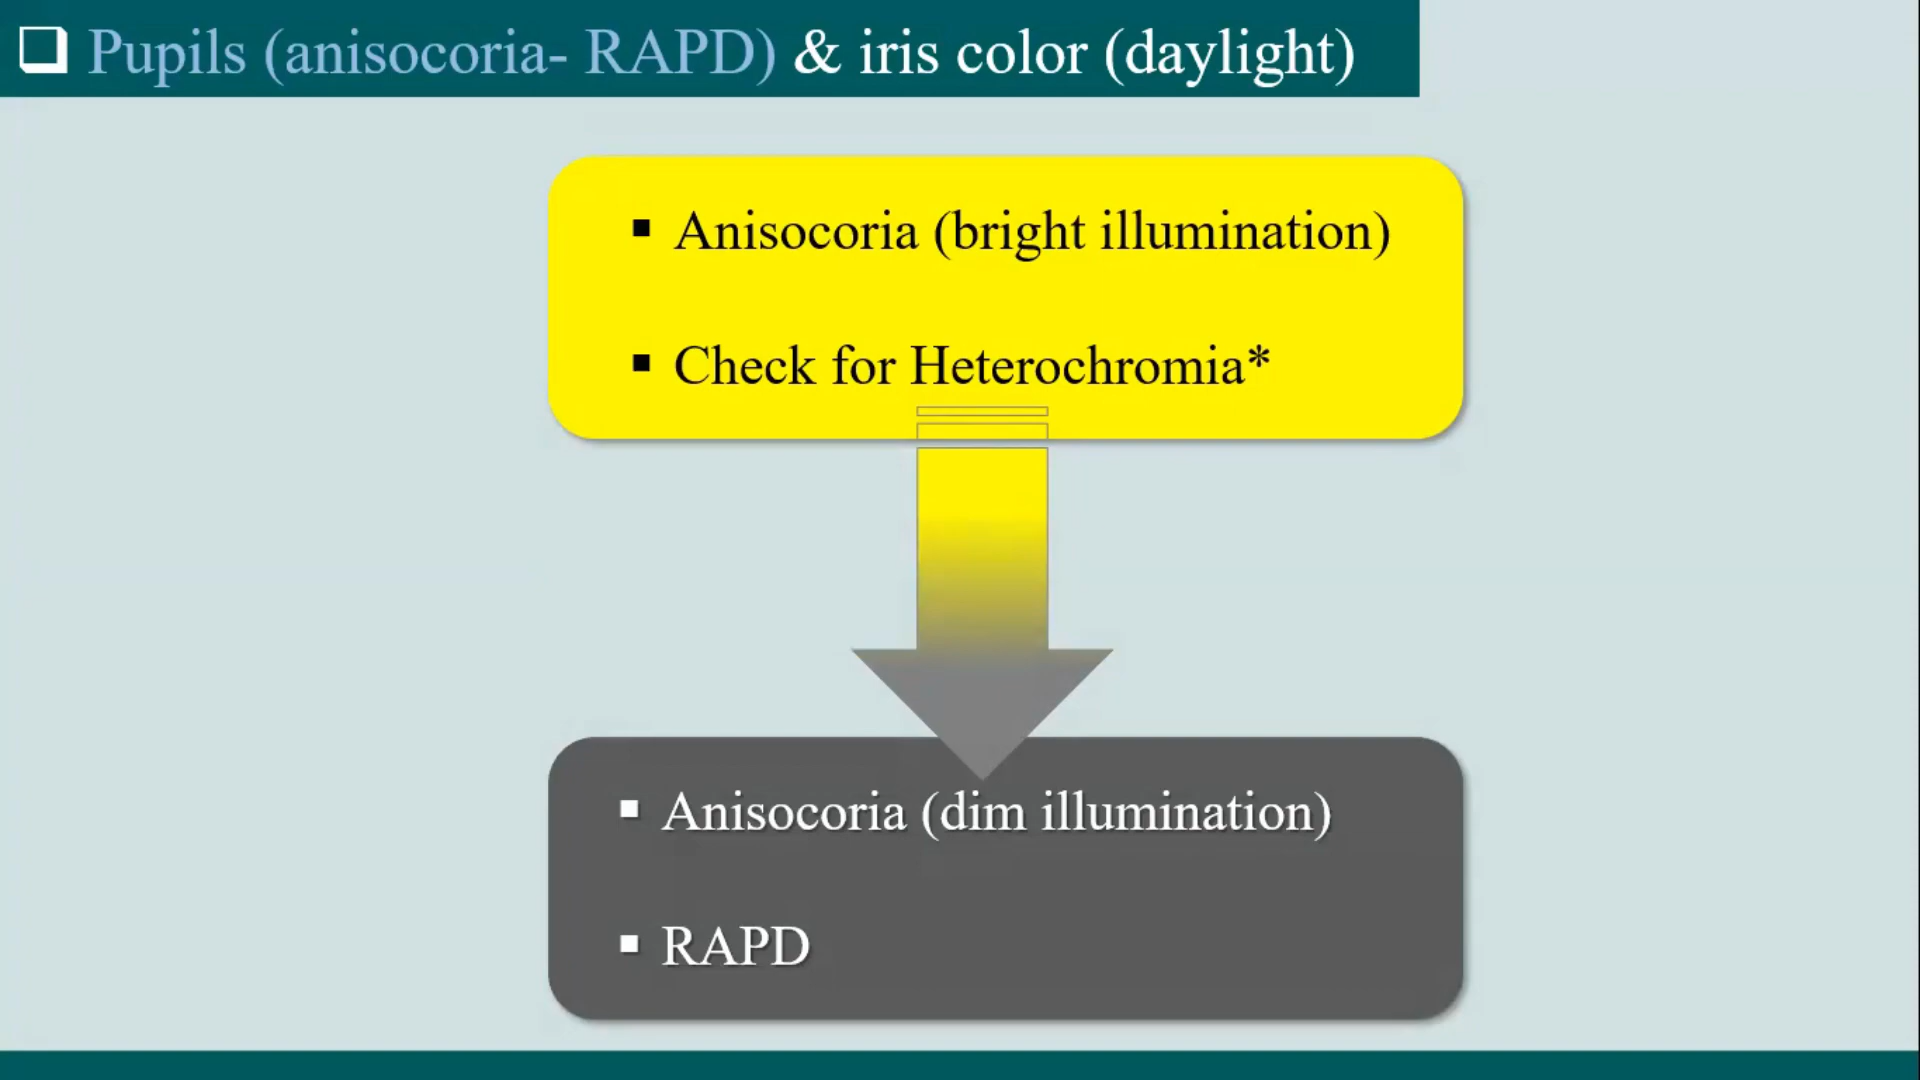 Pupils (anisocoria- RAPD) & iris color (daylight)
▪ Anisocoria (bright illumination)
▪ Check for Heterochromia*
▪ Anisocoria (dim illumination)
▪ RAPD